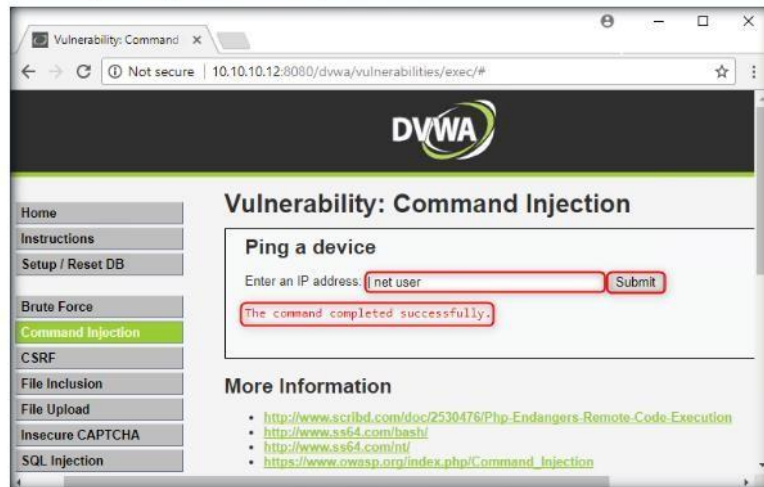 Vulnerability: Command
Not secure 10.10.10.12:8080/dvwa/vulnerabilities/exec/#
DVWA
Home
Instructions
Setup / Reset DB
Brute Force
Command Injection
CSRF
File Inclusion
File Upload
Insecure CAPTCHA
SQL Injection
Vulnerability: Command Injection
Ping a device
Enter an IP address: | net user Submit
The command completed successfully.
More Information
http://www.scribd.com/doc/2530476/Php-Endangers-Remote-Code-Execution
http://www.ss64.com/bash/
http://www.ss64.com/nt/
https://www.owasp.org/index.php/Command_Injection